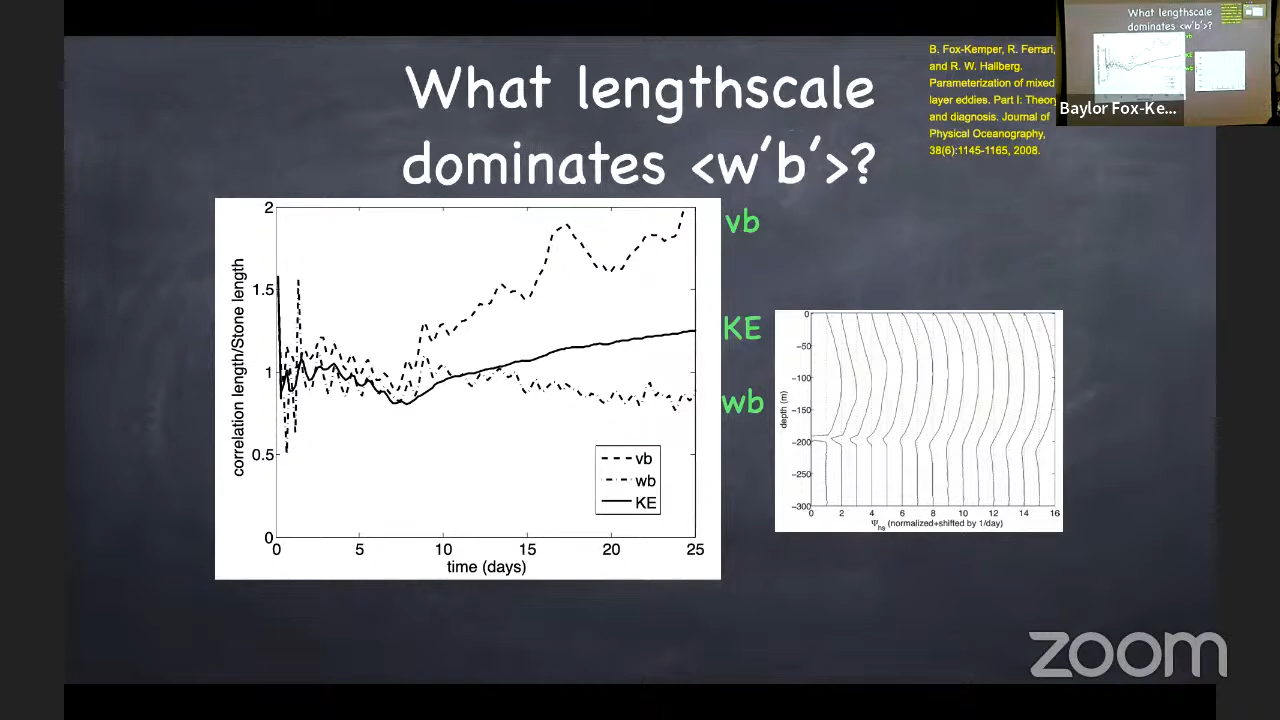 What lengthscale
dominates <w′b′>?
B. Fox-Kemper, R. Ferrari,
and R. W. Hallberg.
Parameterization of mixed
layer eddies. Part I: Theory
and diagnosis. Journal of
Physical Oceanography,
38(6):1145-1165, 2008.
What lengthscale
dominates <w′b′>?
Baylor Fox-Ke...
vb
KE
wb
correlation length/Stone length
2
1.5
1
0.5
0
vb
wb
KE
0 5 10 15 20 25
time (days)
depth (m)
0
−50
−100
−150
−200
−250
−300
0 2 4 6 8 10 12 14 16
Ψhs (normalized+shifted by 1/day)
zoom